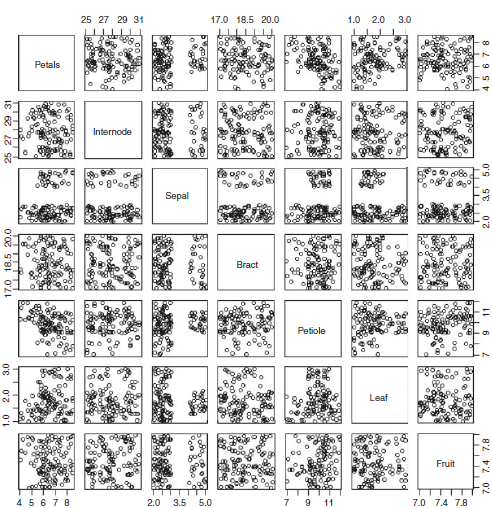 25 27 29 31 17.0 18.5 20.0 1.0 2.0 3.0
Petals 4 5 6 7 8
25 27 29 31 Internode
Sepal 2.0 3.5 5.0
17.0 18.5 20.0 Bract
Petiole 7 9 11
1.0 2.0 3.0 Leaf
Fruit 7.0 7.4 7.8
4 5 6 7 8 2.0 3.5 5.0 7 9 11 7.0 7.4 7.8